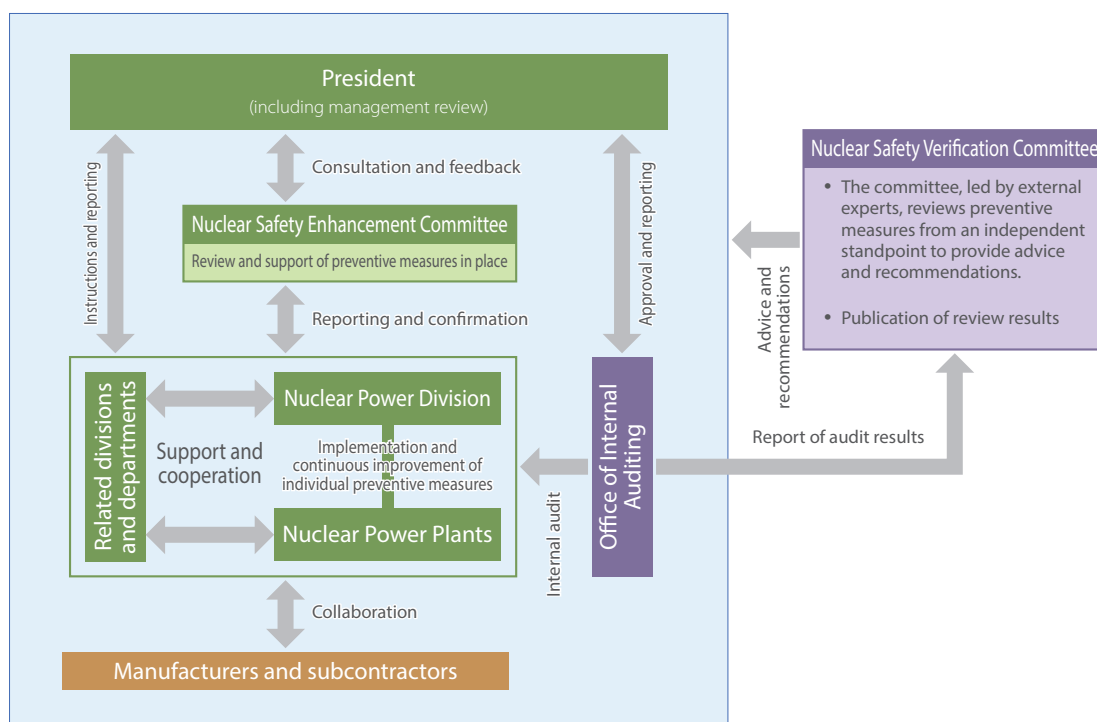 President
(including management review)
Instructions and reporting
Consultation and feedback
Approval and reporting
Nuclear Safety Enhancement Committee
Review and support of preventive measures in place
Reporting and confirmation
Related divisions
and departments
Nuclear Power Division
Support and
cooperation
Implementation and
continuous improvement of
individual preventive measures
Nuclear Power Plants
Internal audit
Office of Internal
Auditing
Collaboration
Manufacturers and subcontractors
Nuclear Safety Verification Committee
• The committee, led by external
experts, reviews preventive
measures from an independent
standpoint to provide advice
and recommendations.
• Publication of review results
Advice and
recommendations
Report of audit results